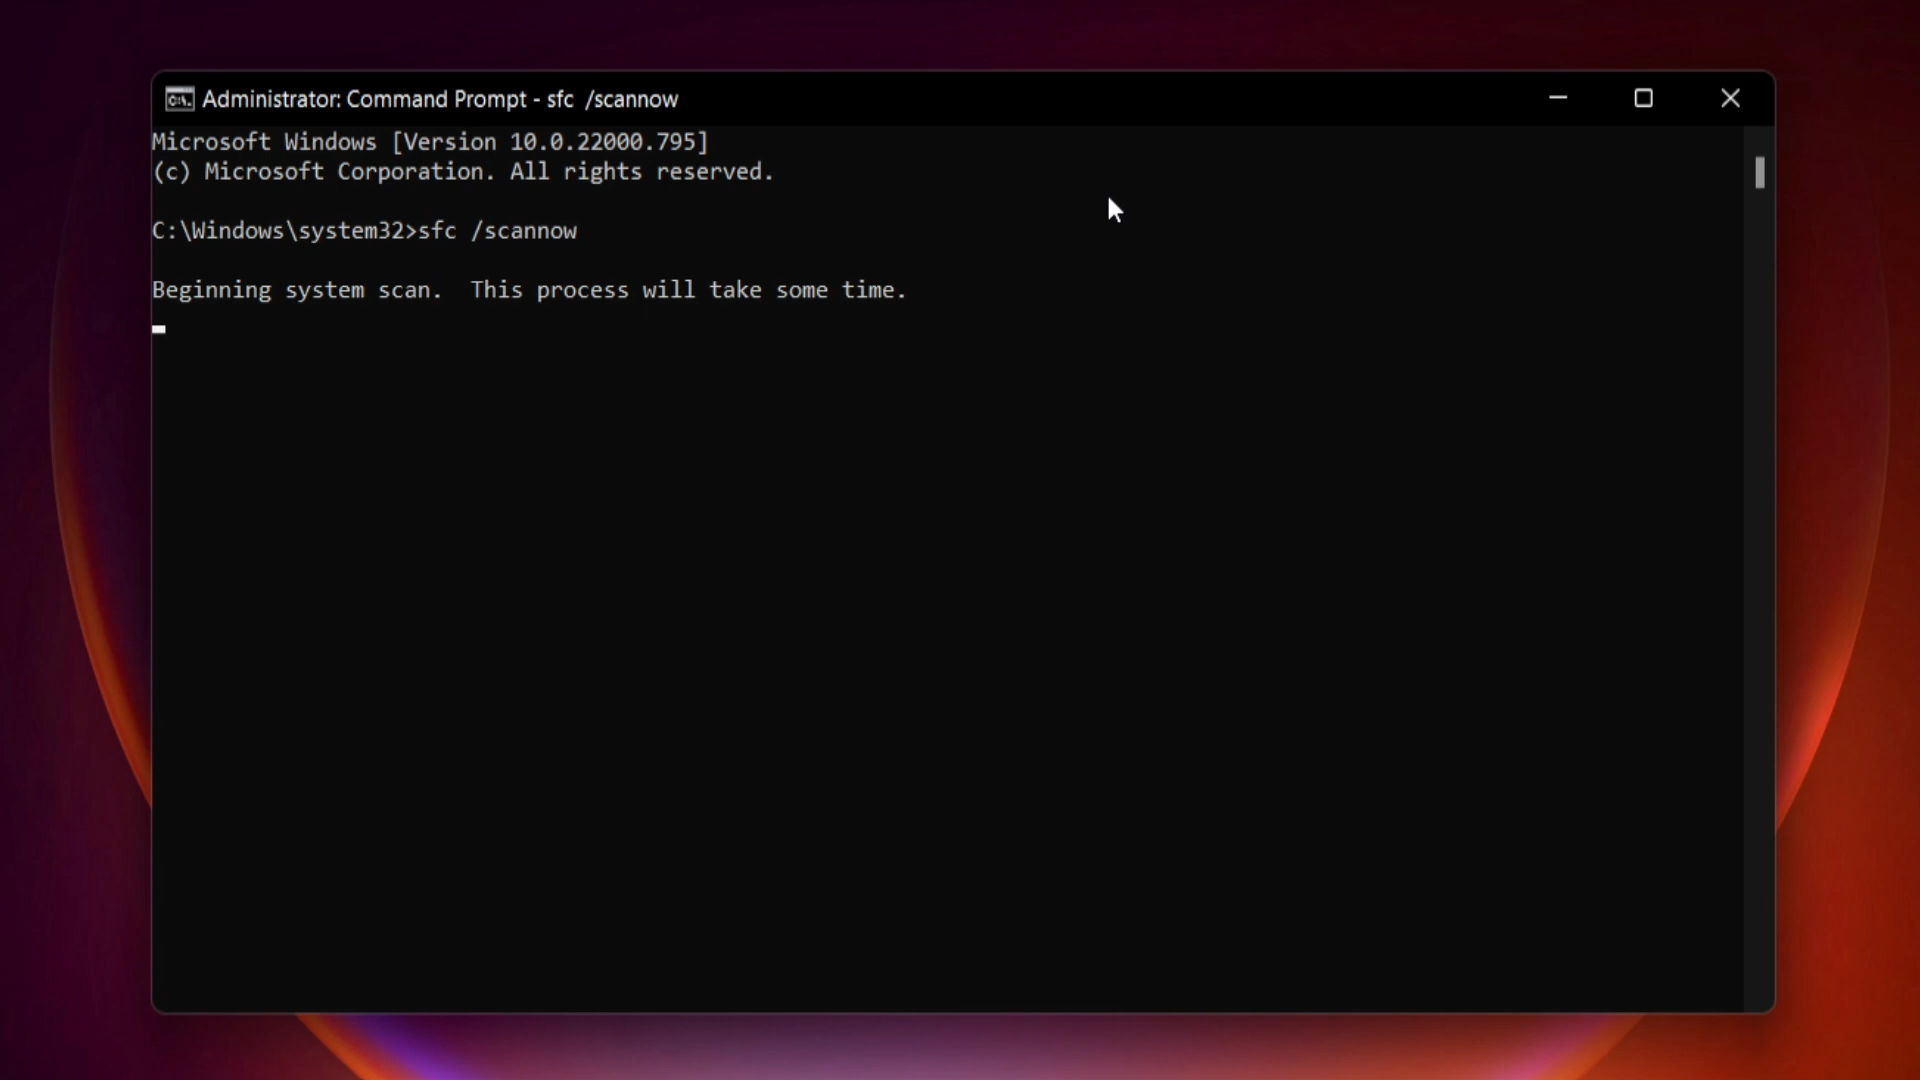 Administrator: Command Prompt - sfc  /scannow
Microsoft Windows [Version 10.0.22000.795]
(c) Microsoft Corporation. All rights reserved.
C:\Windows\system32>sfc /scannow
Beginning system scan.  This process will take some time.